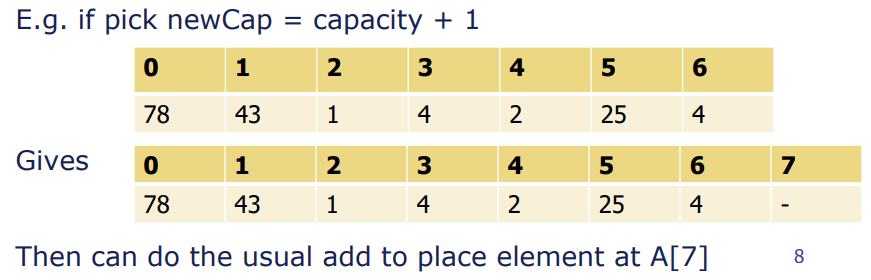 E.g. if pick newCap = capacity + 1
0 1 2 3 4 5 6
78 43 1 4 2 25 4
Gives 0 1 2 3 4 5 6 7
78 43 1 4 2 25 4 -
Then can do the usual add to place element at A[7] 8